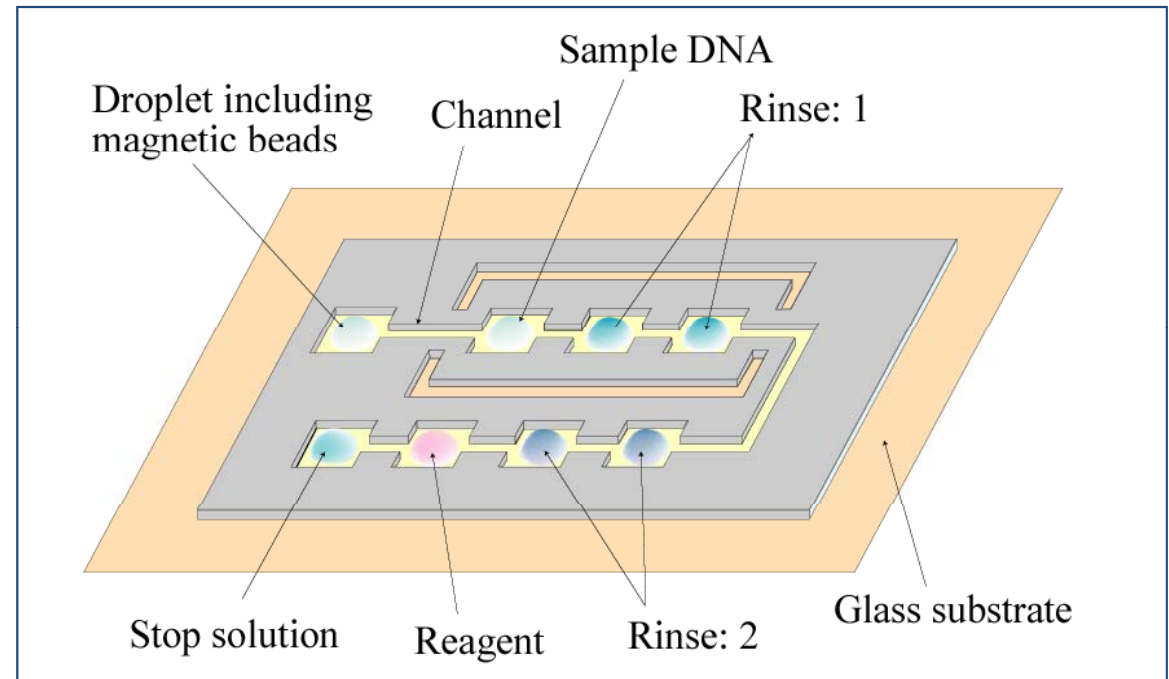 Sample DNA
Droplet including
magnetic beads
Channel
Rinse: 1
Stop solution
Reagent
Rinse: 2
Glass substrate